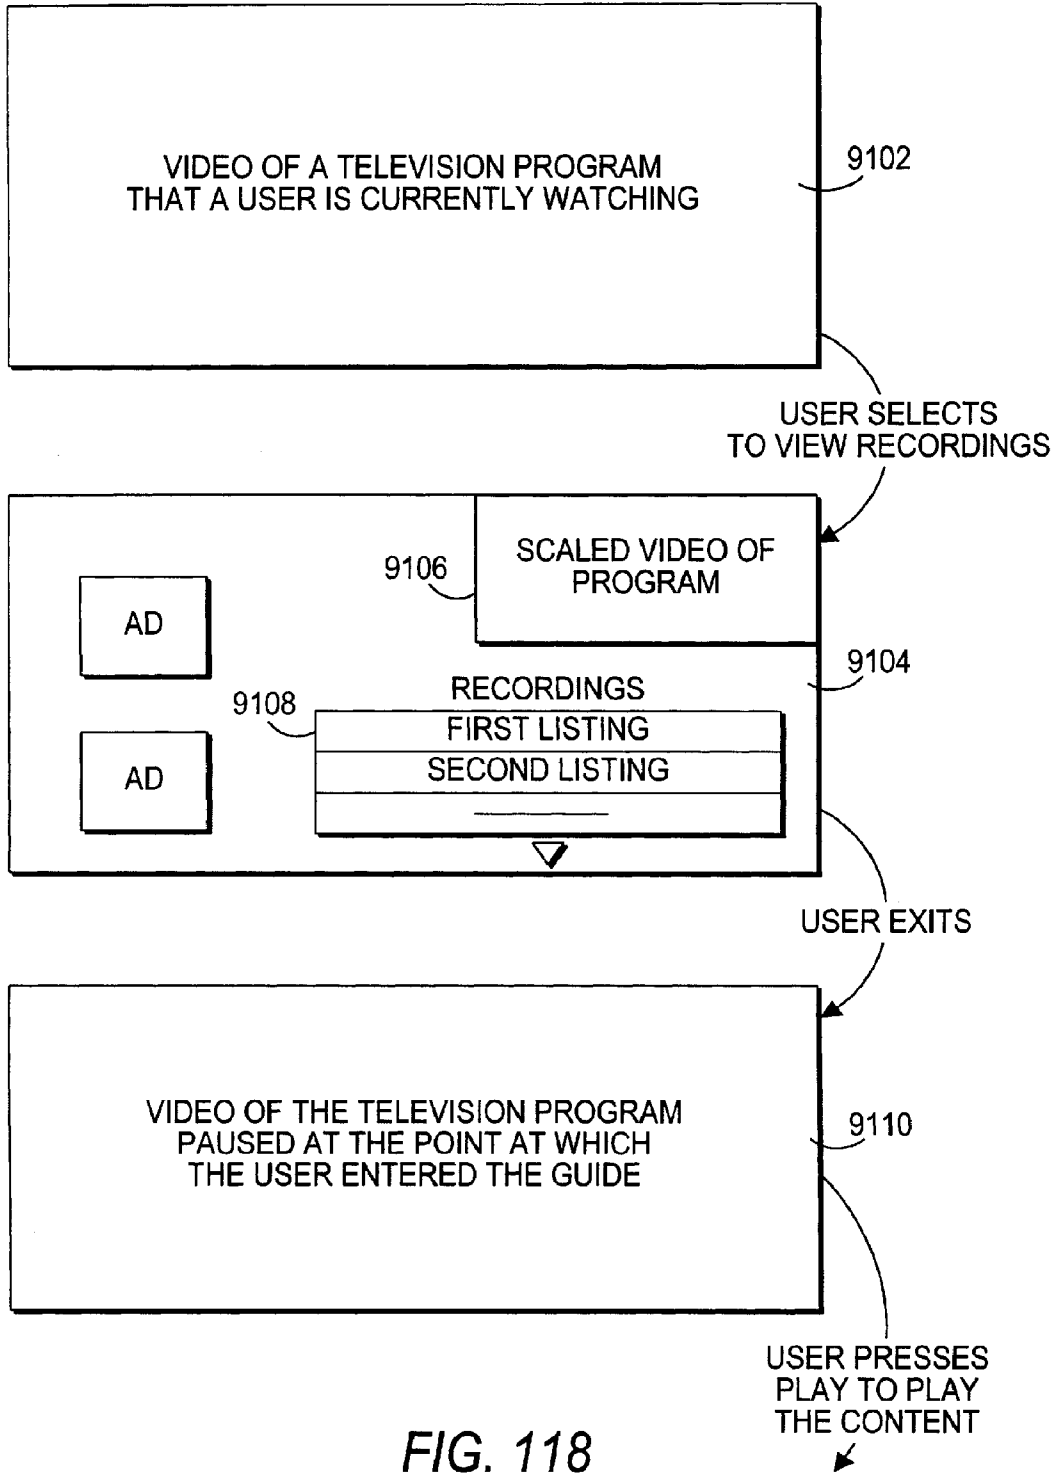 VIDEO OF A TELEVISION PROGRAM
THAT A USER IS CURRENTLY WATCHING
9102
USER SELECTS
TO VIEW RECORDINGS
SCALED VIDEO OF
PROGRAM
9106
AD
9104
RECORDINGS
9108
FIRST LISTING
SECOND LISTING
AD
USER EXITS
VIDEO OF THE TELEVISION PROGRAM
PAUSED AT THE POINT AT WHICH
THE USER ENTERED THE GUIDE
9110
USER PRESSES
PLAY TO PLAY
THE CONTENT
FIG. 118